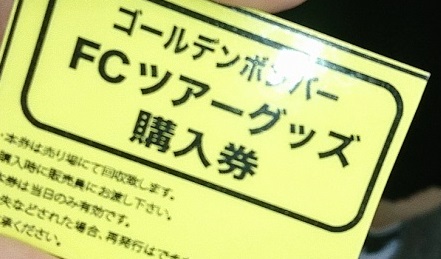 ゴールデンボンバー
FCツアーグッズ
購入券
・本券は売り場にて回収致します。
購入時に販売員にお渡し下さい。
本券は当日のみ有効です。
失などされた場合、再発行はでき
承ください。